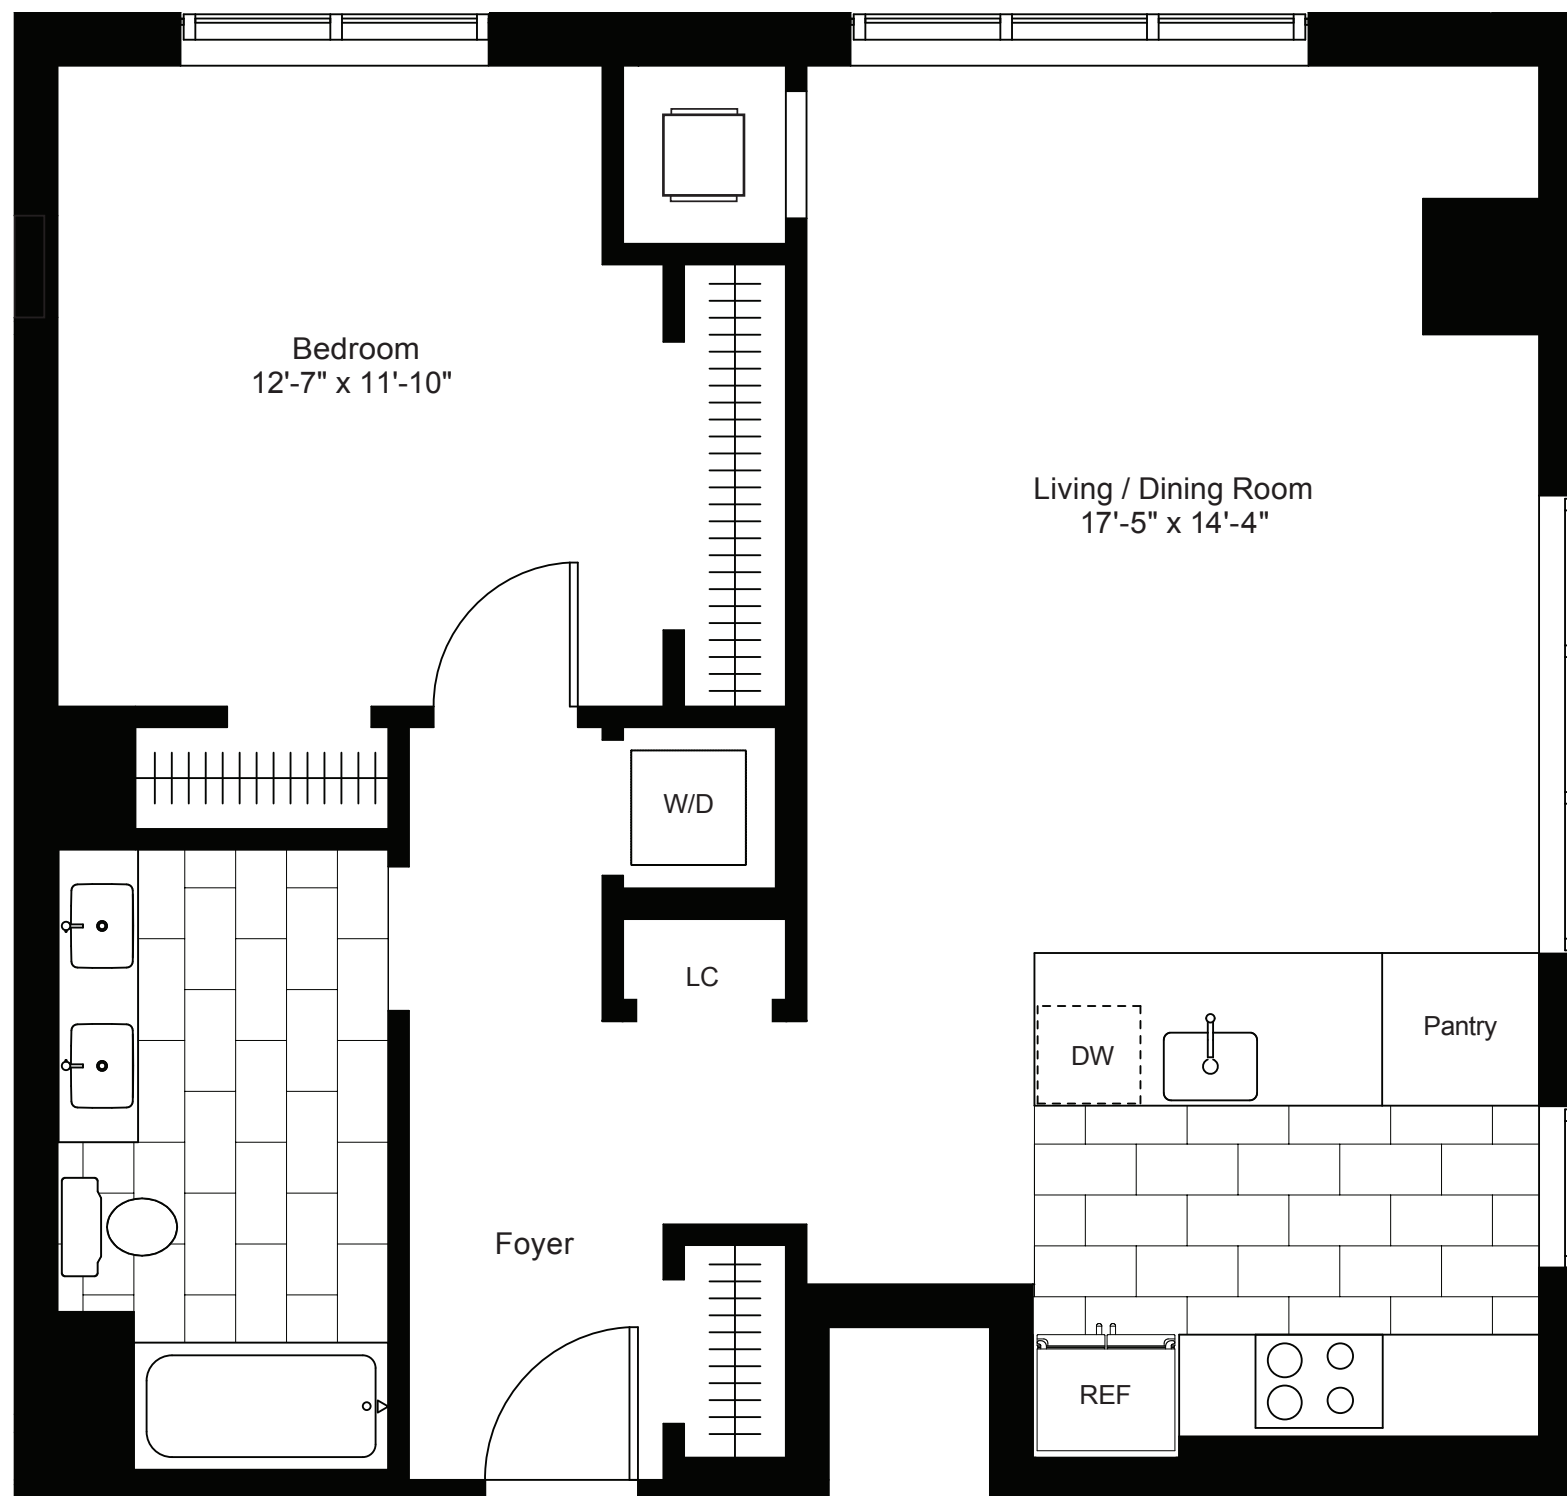 Bedroom
12'-7" x 11'-10"
Living / Dining Room
17'-5" x 14'-4"
W/D
LC
Pantry
DW
Foyer
REF